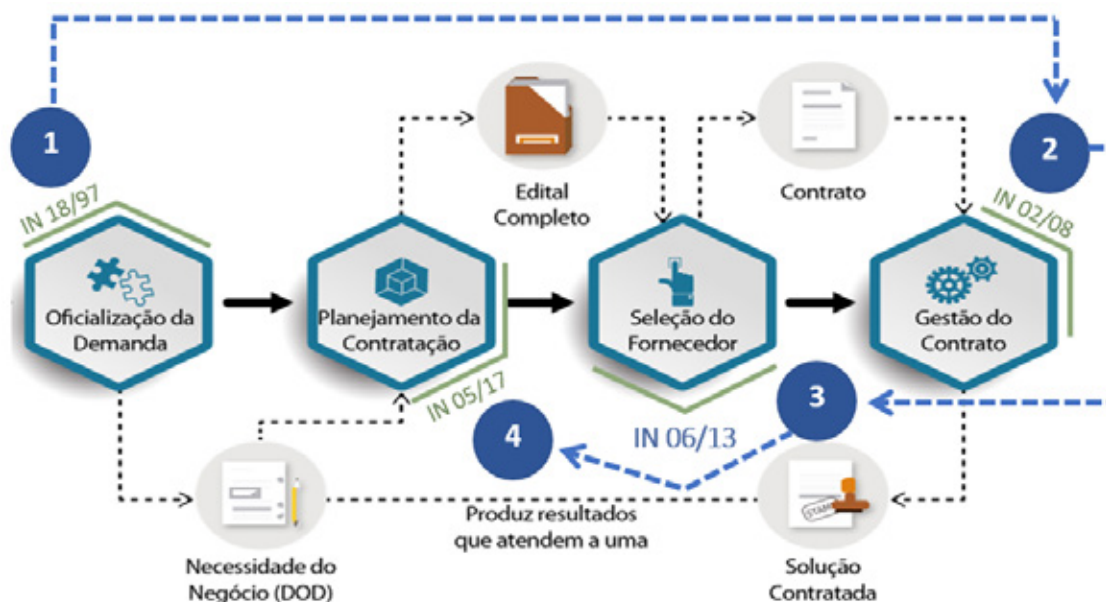 1
2
IN 18/97
Edital
Completo
Contrato
IN 02/08
Oficialização da
Demanda
Planejamento da
Contratação
Seleção do
Fornecedor
Gestão do
Contrato
IN 05/17
3
4
IN 06/13
Produz resultados
que atendem a uma
Necessidade do
Negócio (DOD)
Solução
Contratada